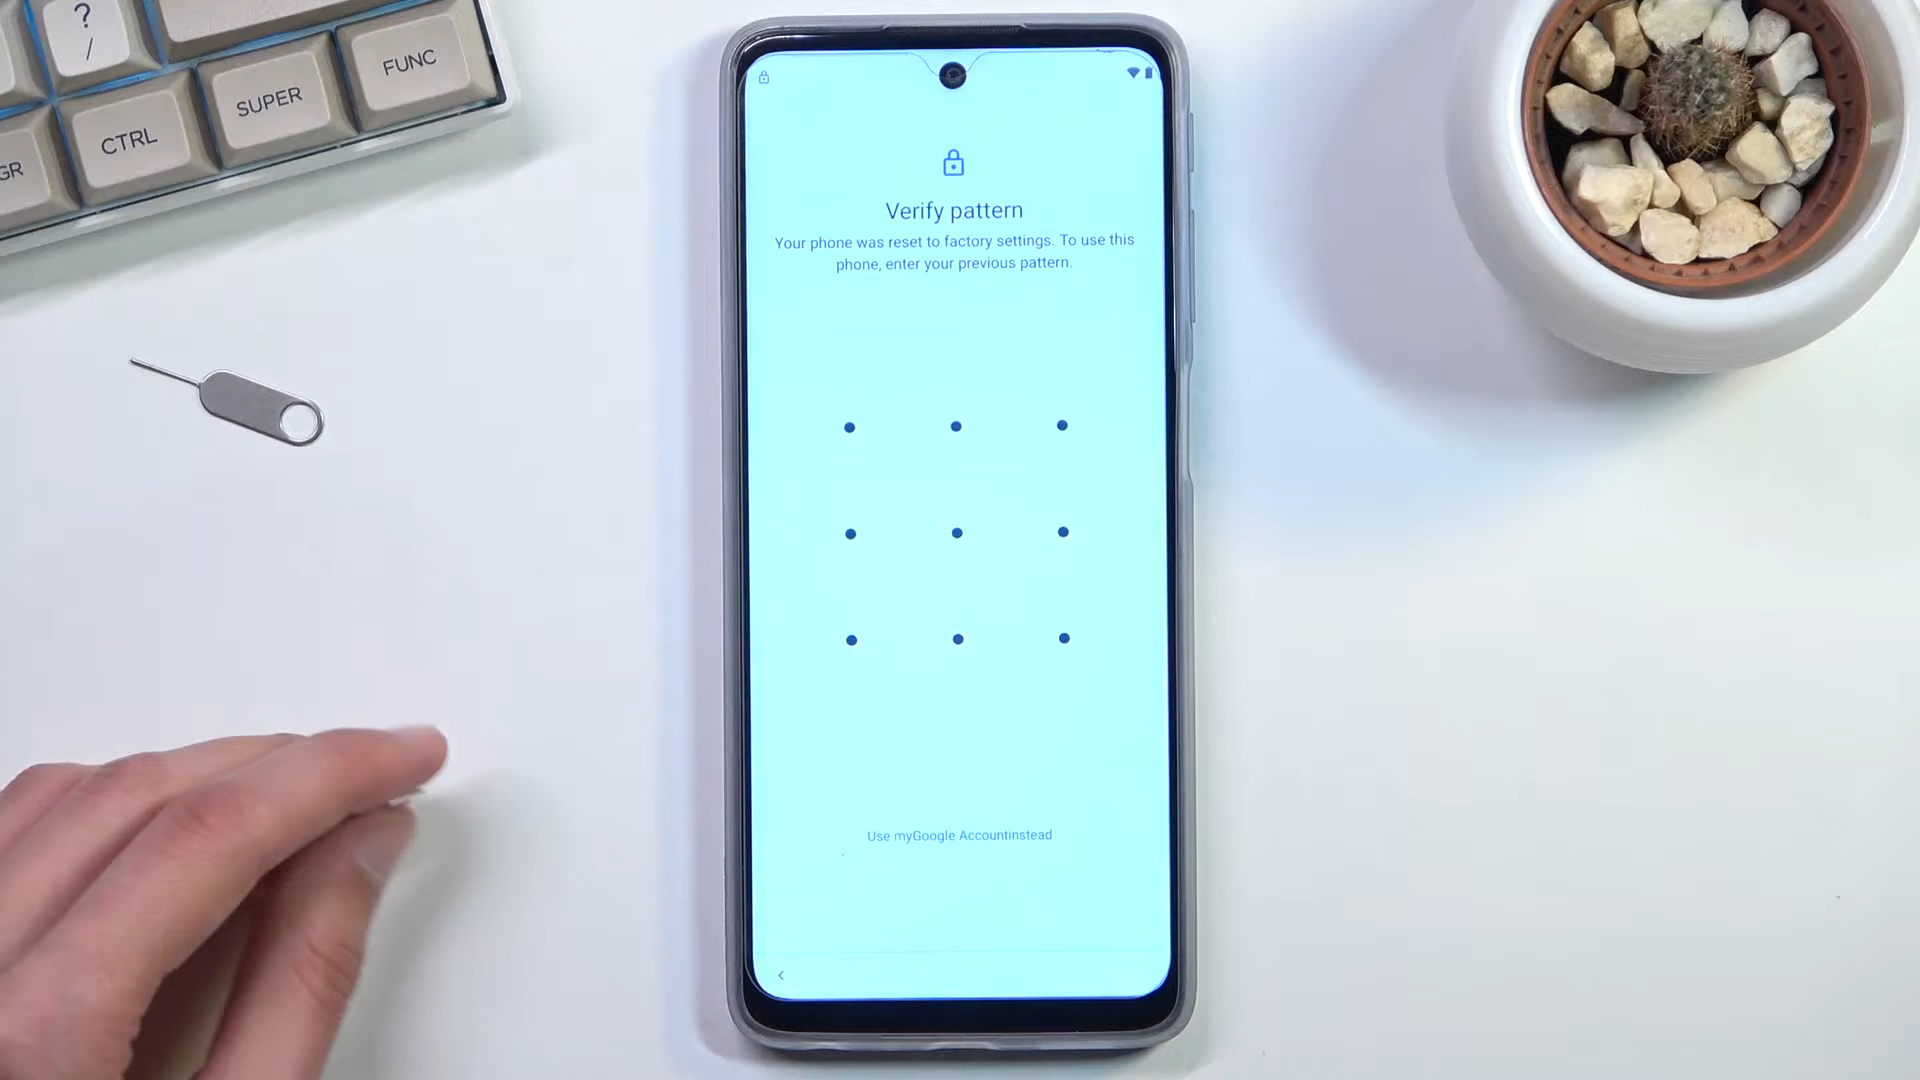 ?
/
FUNC
SUPER
CTRL
GR
Verify pattern
Your phone was reset to factory settings. To use this
phone, enter your previous pattern.
Use myGoogle Accountinstead